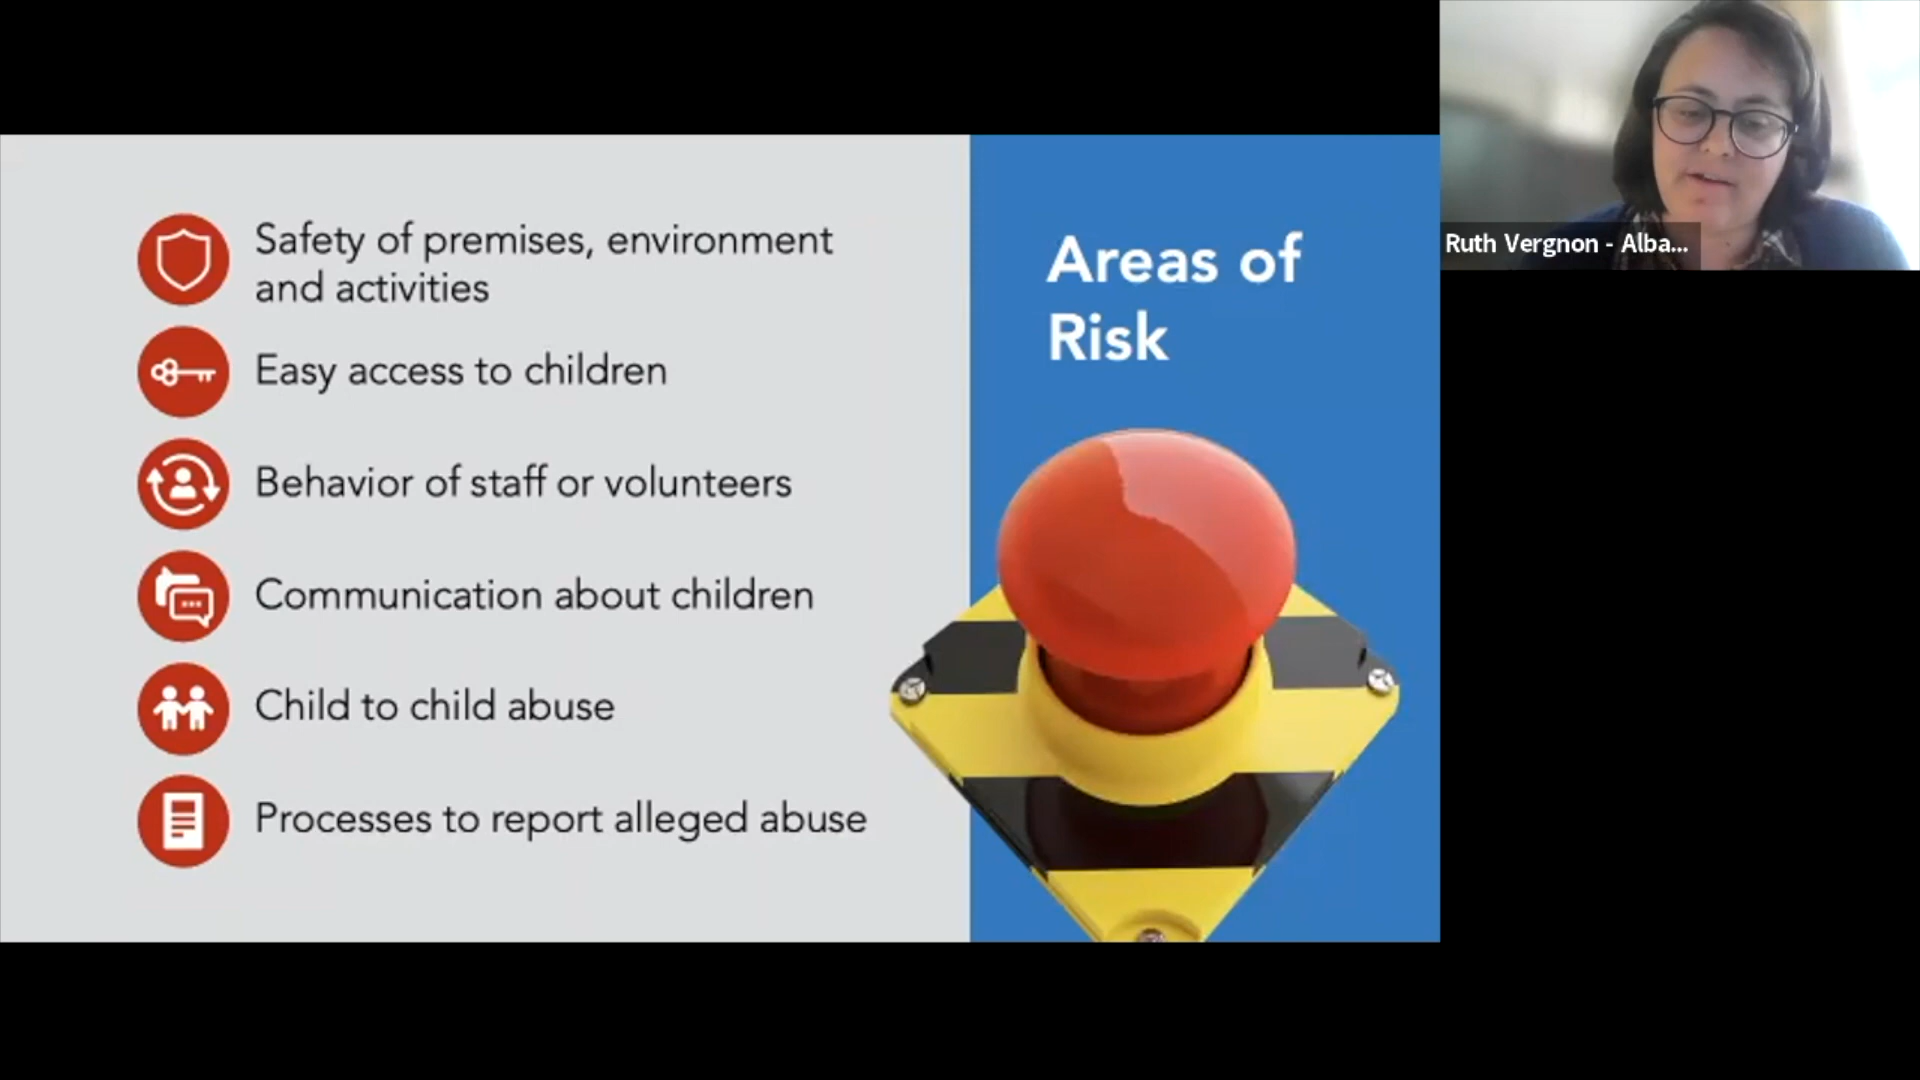 Safety of premises, environment
and activities
Easy access to children
Behavior of staff or volunteers
Communication about children
Child to child abuse
Processes to report alleged abuse
Areas of
Risk
Ruth Vergnon - Alba...